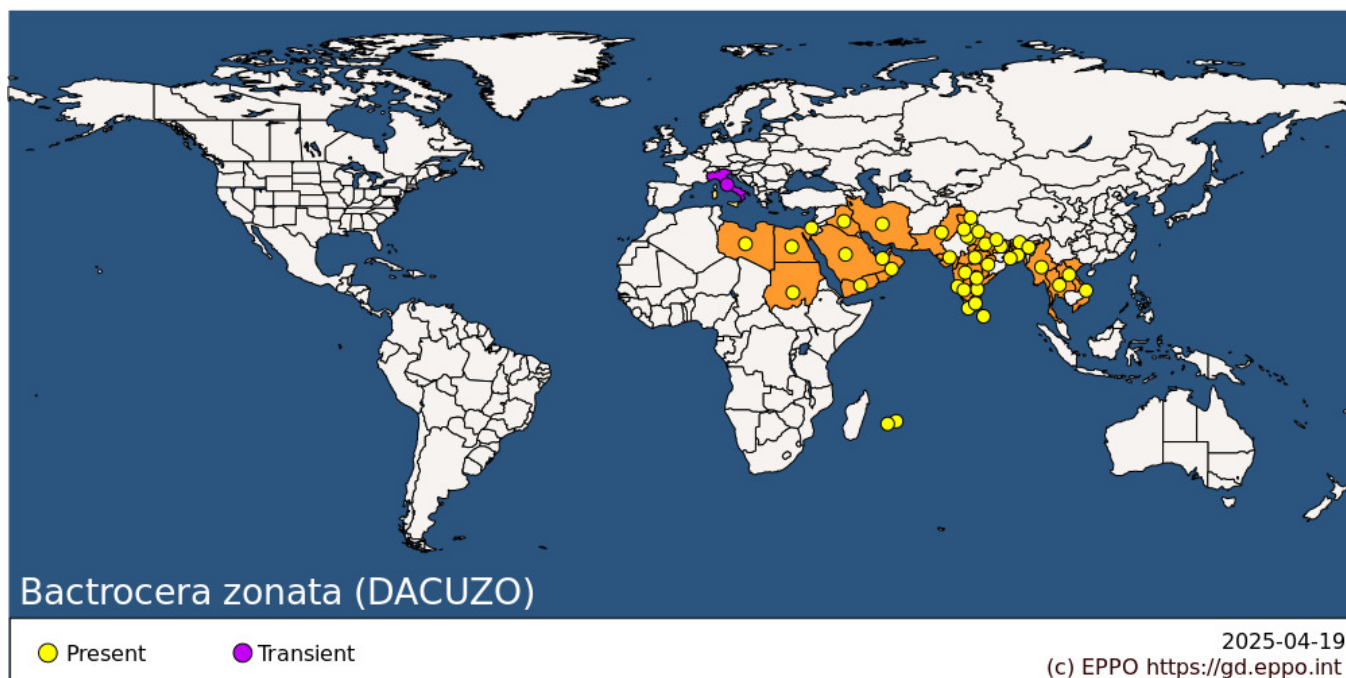 Bactrocera zonata (DACUZO)
Present
Transient
2025-04-19
(c) EPPO https://gd.eppo.int